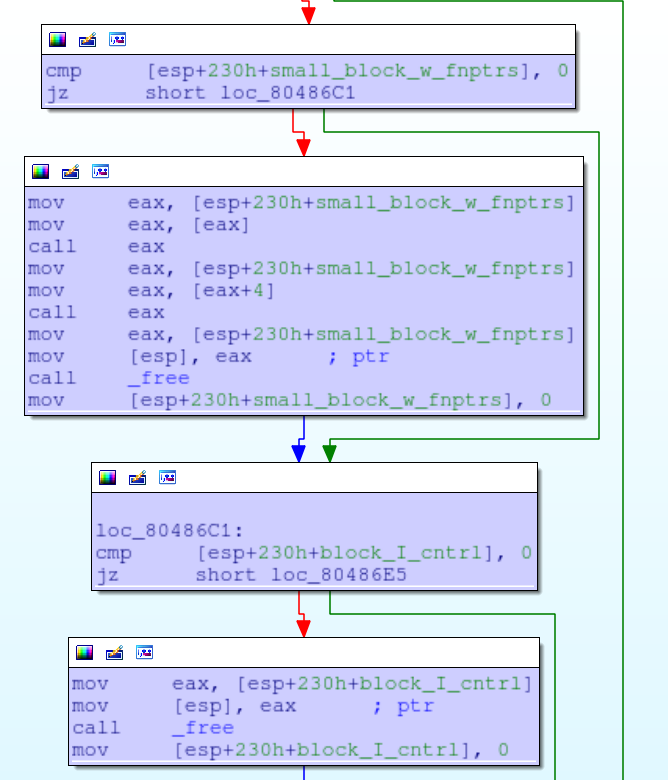 cmp [esp+230h+small_block_w_fnptrs], 0
jz short loc_80486C1
mov eax, [esp+230h+small_block_w_fnptrs]
mov eax, [eax]
call eax
mov eax, [esp+230h+small_block_w_fnptrs]
mov eax, [eax+4]
call eax
mov eax, [esp+230h+small_block_w_fnptrs]
mov [esp], eax ; ptr
call _free
mov [esp+230h+small_block_w_fnptrs], 0
loc_80486C1:
cmp [esp+230h+block_I_cntrl], 0
jz short loc_80486E5
mov eax, [esp+230h+block_I_cntrl]
mov [esp], eax ; ptr
call _free
mov [esp+230h+block_I_cntrl], 0